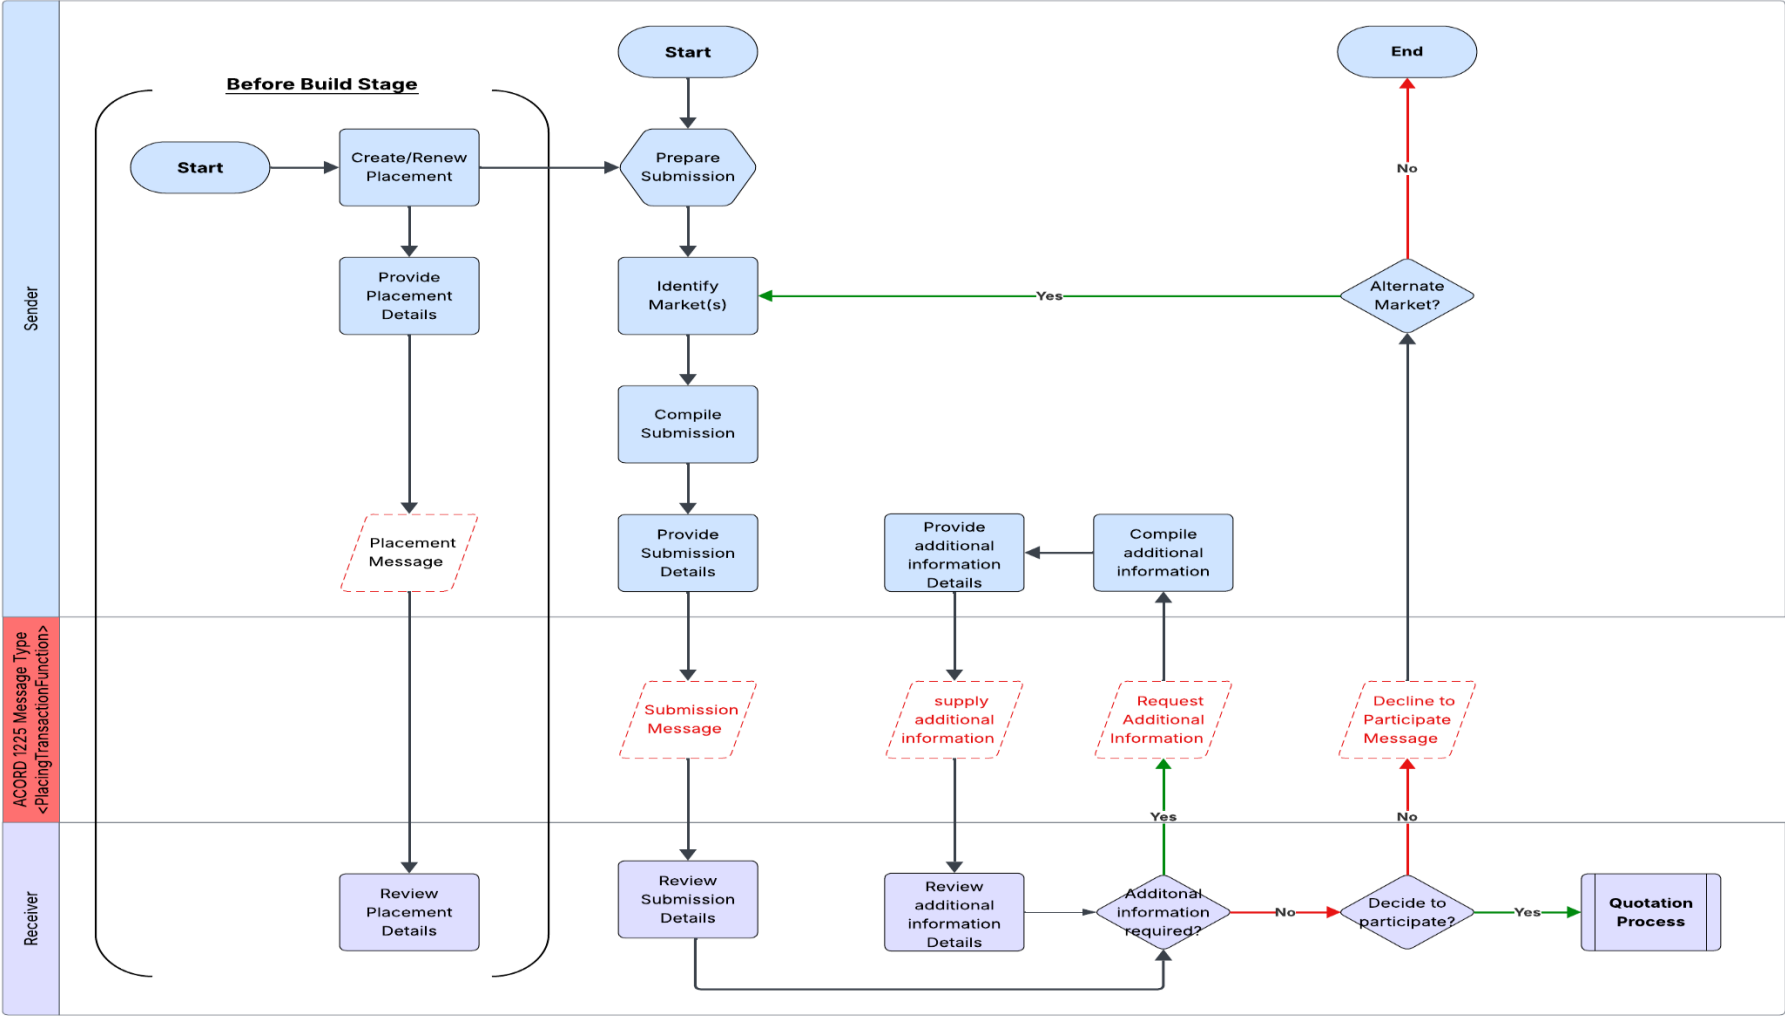 Start
End
Before Build Stage
Start
Create/Renew
Placement
Prepare
Submission
No
Provide
Placement
Details
Identify
Market(s)
Yes
Alternate
Market?
Sender
Compile
Submission
Placement
Message
Provide
Submission
Details
Provide
additional
information
Details
Compile
additional
information
ACORD 1225 Message Type
<PlacingTransactionFunction>
Submission
Message
supply
additional
information
Request
Additional
Information
Decline to
Participate
Message
Yes
No
Receiver
Review
Placement
Details
Review
Submission
Details
Review
additional
information
Details
Additonal
information
required?
No
Decide to
participate?
Yes
Quotation
Process